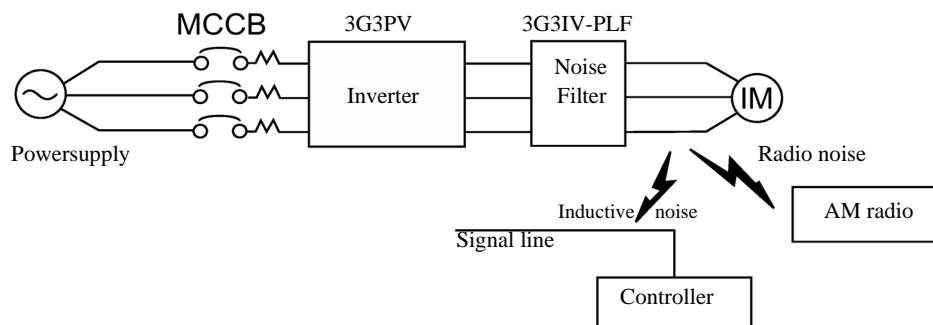 MCCB
3G3PV
3G3IV-PLF
Inverter
Noise
Filter
IM
Powersupply
Radio noise
Inductive noise
AM radio
Signal line
Controller